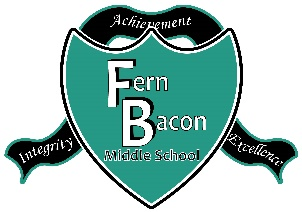 Achievement
Fern
Bacon
Middle School
Integrity
Excellence